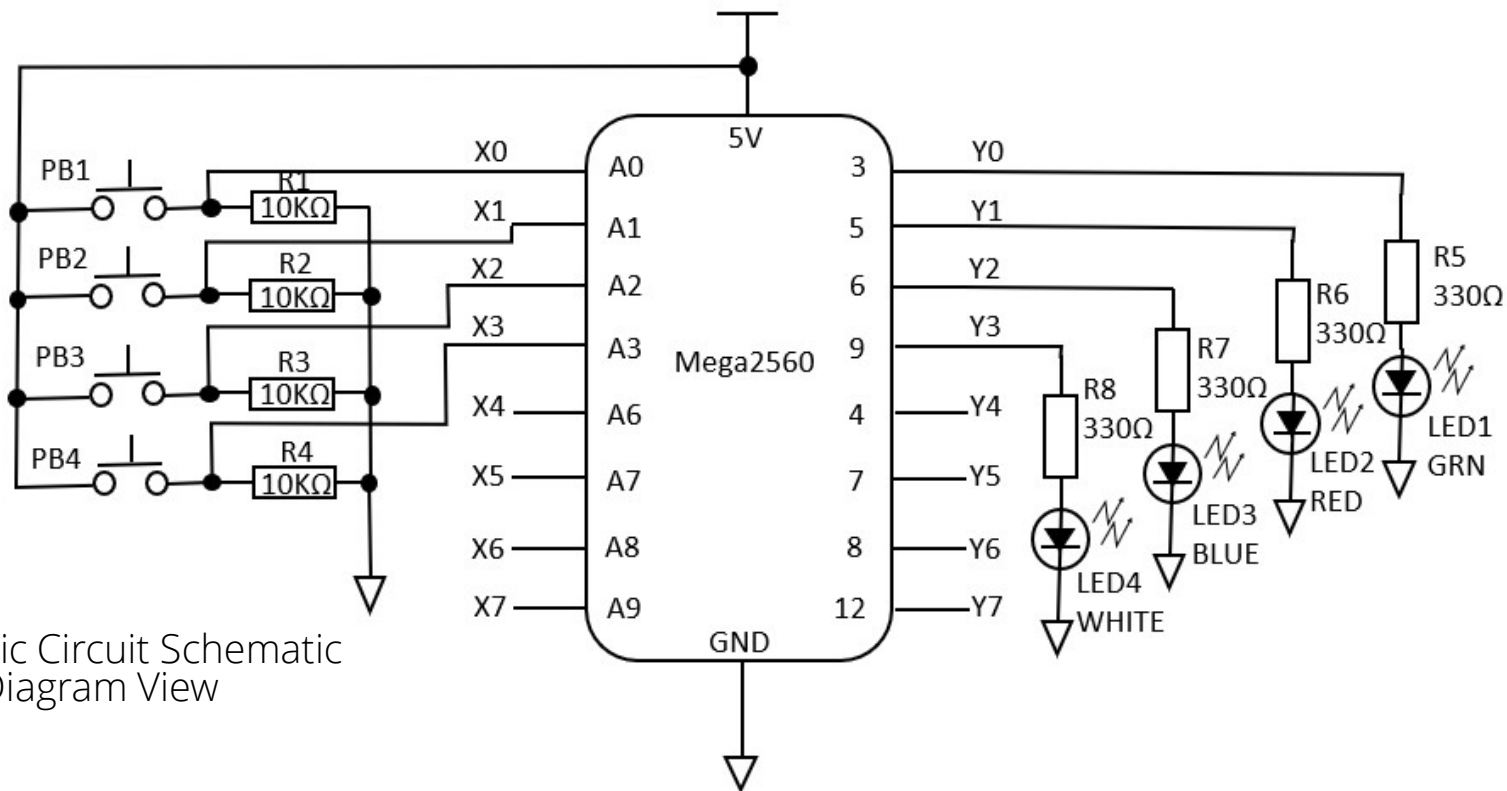 5V
X0
A0
3
Y0
PB1
R1
10KΩ
X1
A1
5
Y1
PB2
R2
10KΩ
X2
A2
6
Y2
R5
330Ω
R6
330Ω
X3
A3
9
Y3
PB3
R3
10KΩ
Mega2560
R7
330Ω
R8
330Ω
X4
A6
4
Y4
LED1
GRN
PB4
R4
10KΩ
X5
A7
7
Y5
LED2
RED
LED3
BLUE
X6
A8
8
Y6
LED4
WHITE
X7
A9
12
Y7
GND
ic Circuit Schematic
Diagram View